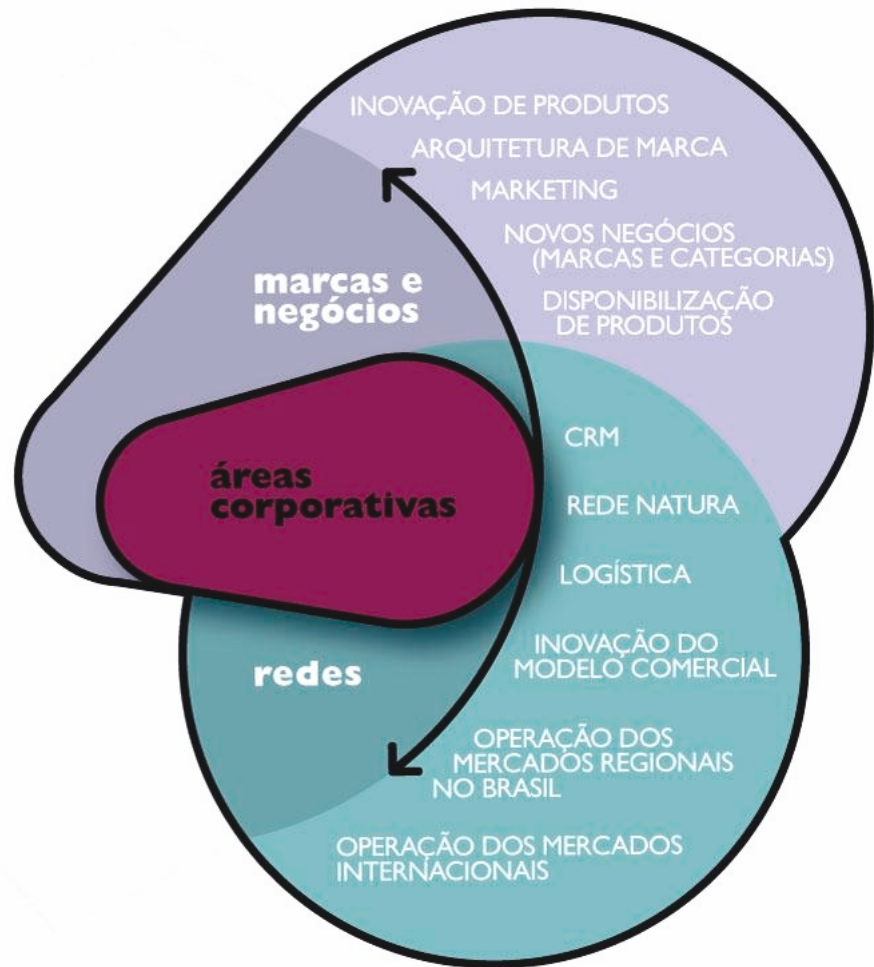 INOVAÇÃO DE PRODUTOS
ARQUITETURA DE MARCA
MARKETING
NOVOS NEGÓCIOS
(MARCAS E CATEGORIAS)
DISPONIBILIZAÇÃO
DE PRODUTOS
marcas e
negócios
áreas
corporativas
CRM
REDE NATURA
LOGÍSTICA
INOVAÇÃO DO
MODELO COMERCIAL
redes
OPERAÇÃO DOS
MERCADOS REGIONAIS
NO BRASIL
OPERAÇÃO DOS MERCADOS
INTERNACIONAIS